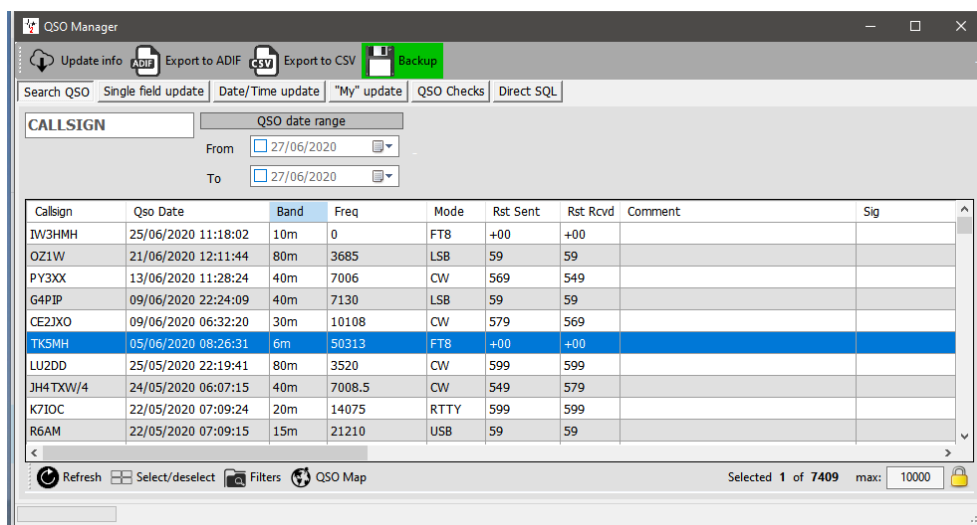 QSO Manager
Update info ADIF Export to ADIF CSV Export to CSV Backup
Search QSO Single field update Date/Time update "My" update QSO Checks Direct SQL
CALLSIGN QSO date range
From 27/06/2020
To 27/06/2020
Callsign Qso Date Band Freq Mode Rst Sent Rst Rcvd Comment Sig
IW3HMH 25/06/2020 11:18:02 10m 0 FT8 +00 +00
OZ1W 21/06/2020 12:11:44 80m 3685 LSB 59 59
PY3XX 13/06/2020 11:28:24 40m 7006 CW 569 549
G4PIP 09/06/2020 22:24:09 40m 7130 LSB 59 59
CE2JXO 09/06/2020 06:32:20 30m 10108 CW 579 569
TK5MH 05/06/2020 08:26:31 6m 50313 FT8 +00 +00
LU2DD 25/05/2020 22:19:41 80m 3520 CW 599 599
JH4TXW/4 24/05/2020 06:07:15 40m 7008.5 CW 549 579
K7IOC 22/05/2020 07:09:24 20m 14075 RTTY 599 599
R6AM 22/05/2020 07:09:15 15m 21210 USB 59 59
Refresh Select/deselect Filters QSO Map Selected 1 of 7409 max: 10000